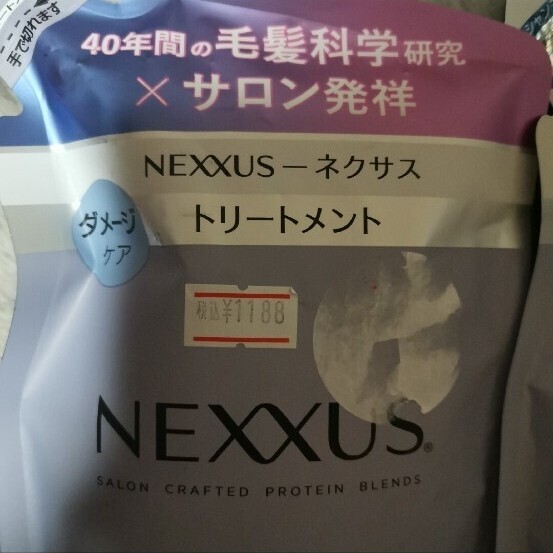 手で切れます
40年間の毛髪科学研究
×サロン発祥
NEXXUS－ネクサス
トリートメント
ダメージ
ケア
税込¥1188
NEXXUS®
SALON CRAFTED PROTEIN BLENDS